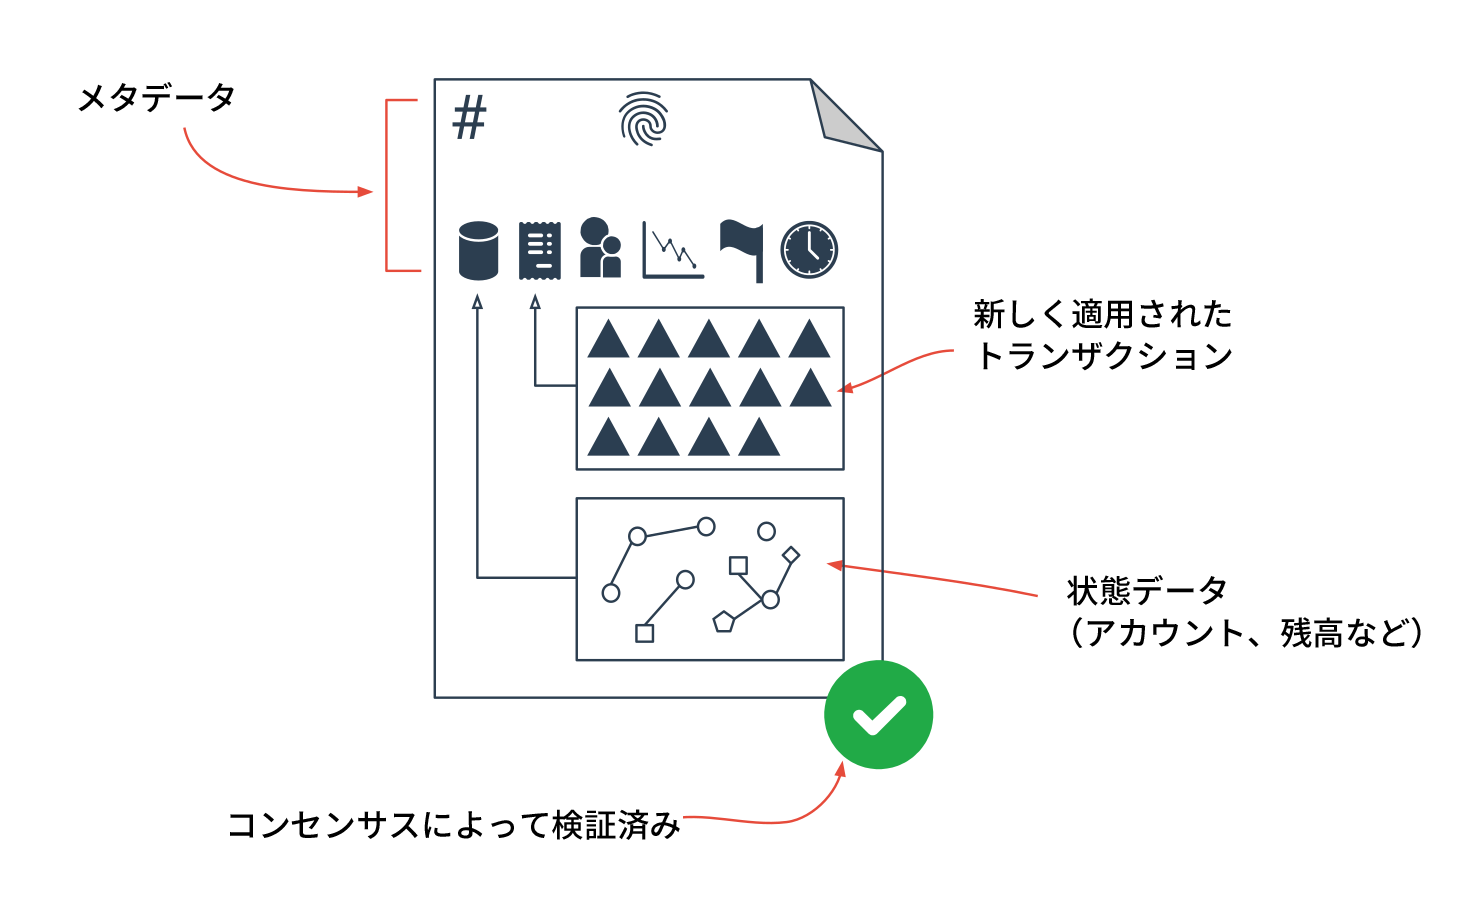 メタデータ
#
新しく適用された
トランザクション
状態データ
（アカウント、残高など）
コンセンサスによって検証済み